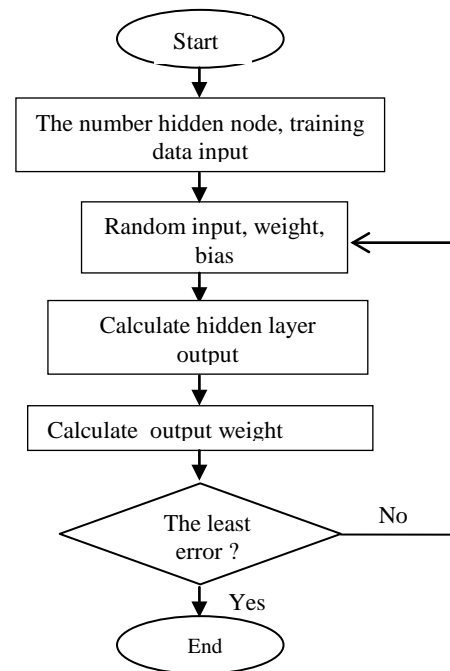 Start
The number hidden node, training
data input
Random input, weight,
bias
Calculate hidden layer
output
Calculate output weight
The least
error ?
No
Yes
End